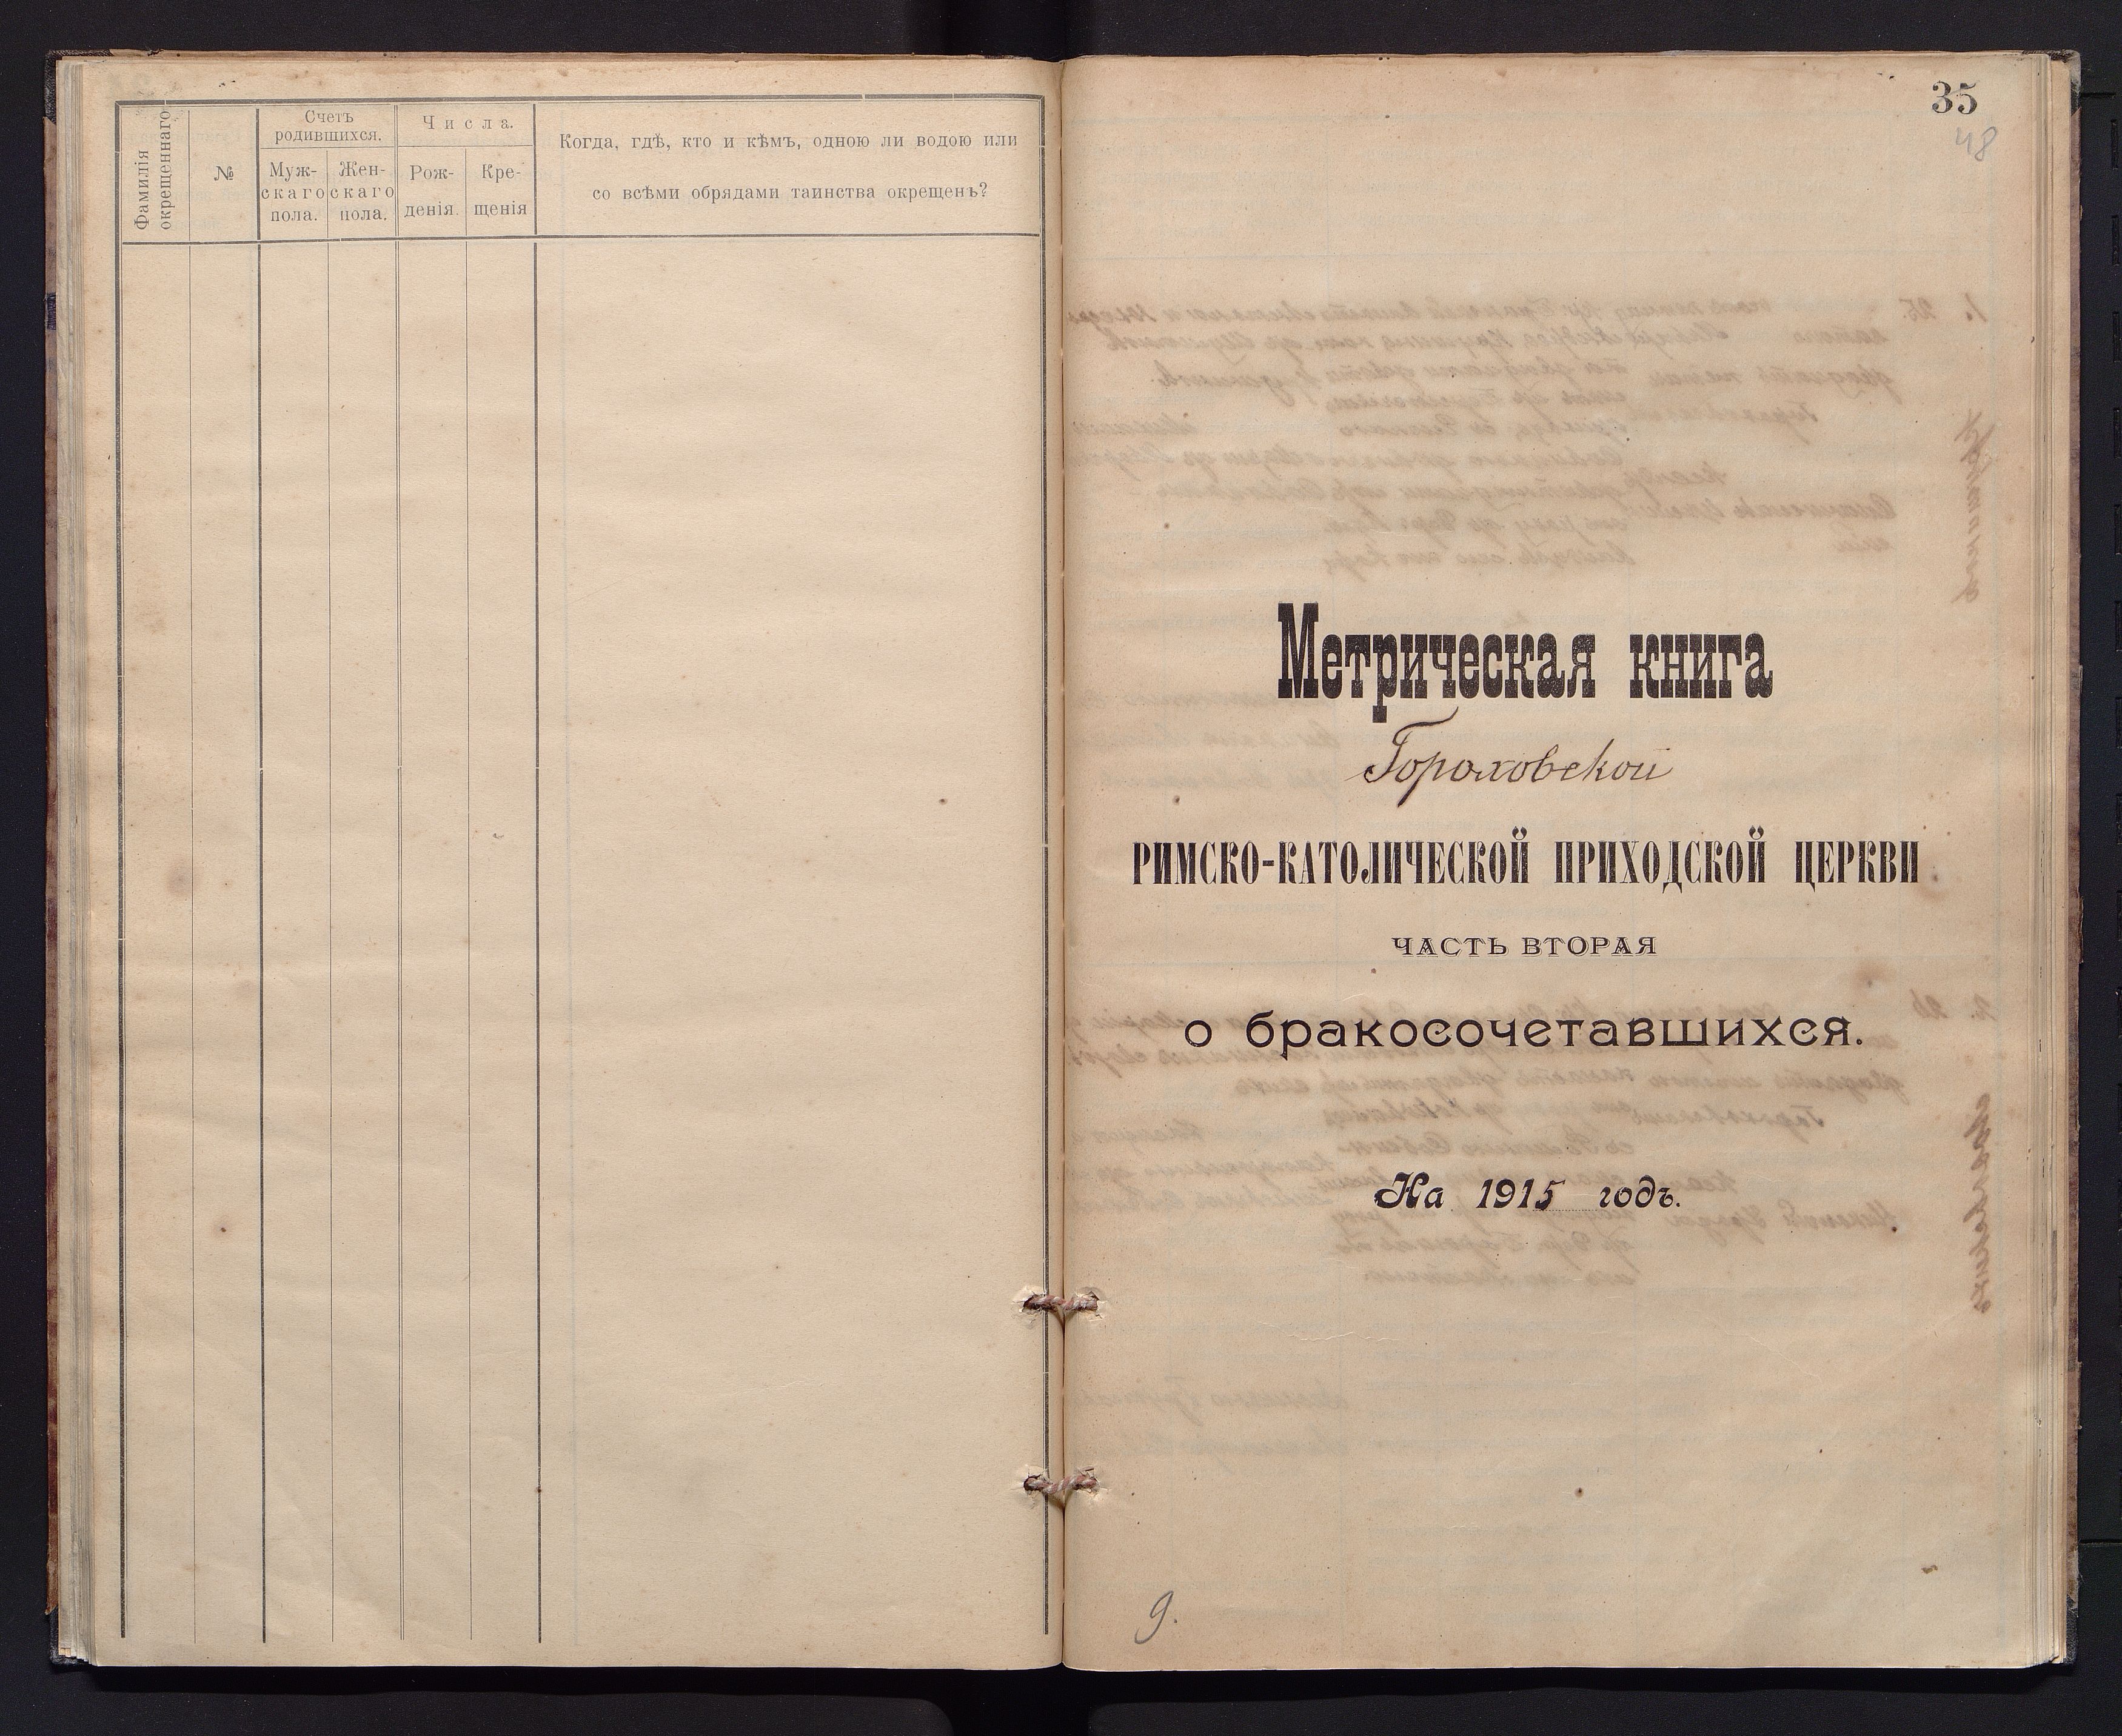 Фамилія
окрещеннаго
№
Счетъ
родившихся.
Муж-
скаго
пола.
Жен-
скаго
пола.
Числа.
Рож-
денія.
Кре-
щенія
Когда, гдѣ, кто и кѣмъ, одною ли водою или
со всѣми обрядами таинства окрещенъ?
35
48
Метрическая книга
Гороховской
РИМСКО-КАТОЛИЧЕСКОЙ ПРИХОДСКОЙ ЦЕРКВИ
ЧАСТЬ ВТОРАЯ
о бракосочетавшихся.
На 1915 годъ.
9.